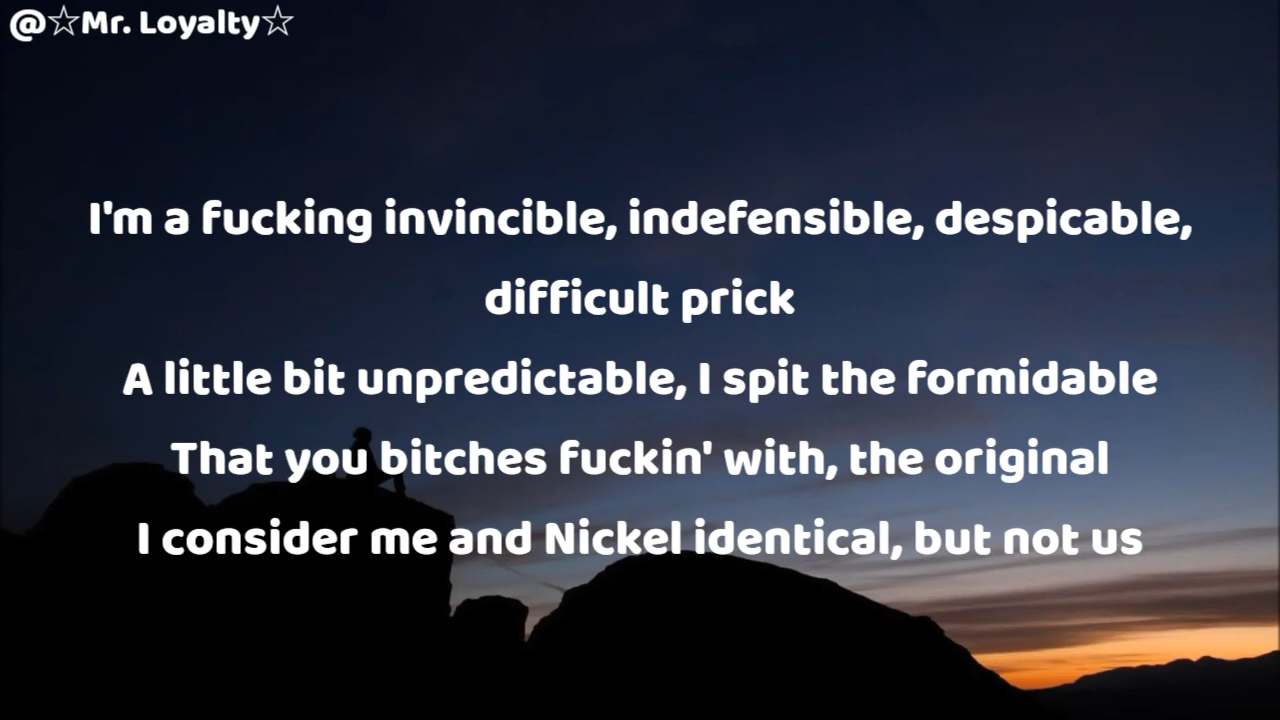 @☆Mr. Loyalty☆
I'm a fucking invincible, indefensible, despicable,
difficult prick
A little bit unpredictable, I spit the formidable
That you bitches fuckin' with, the original
I consider me and Nickel identical, but not us